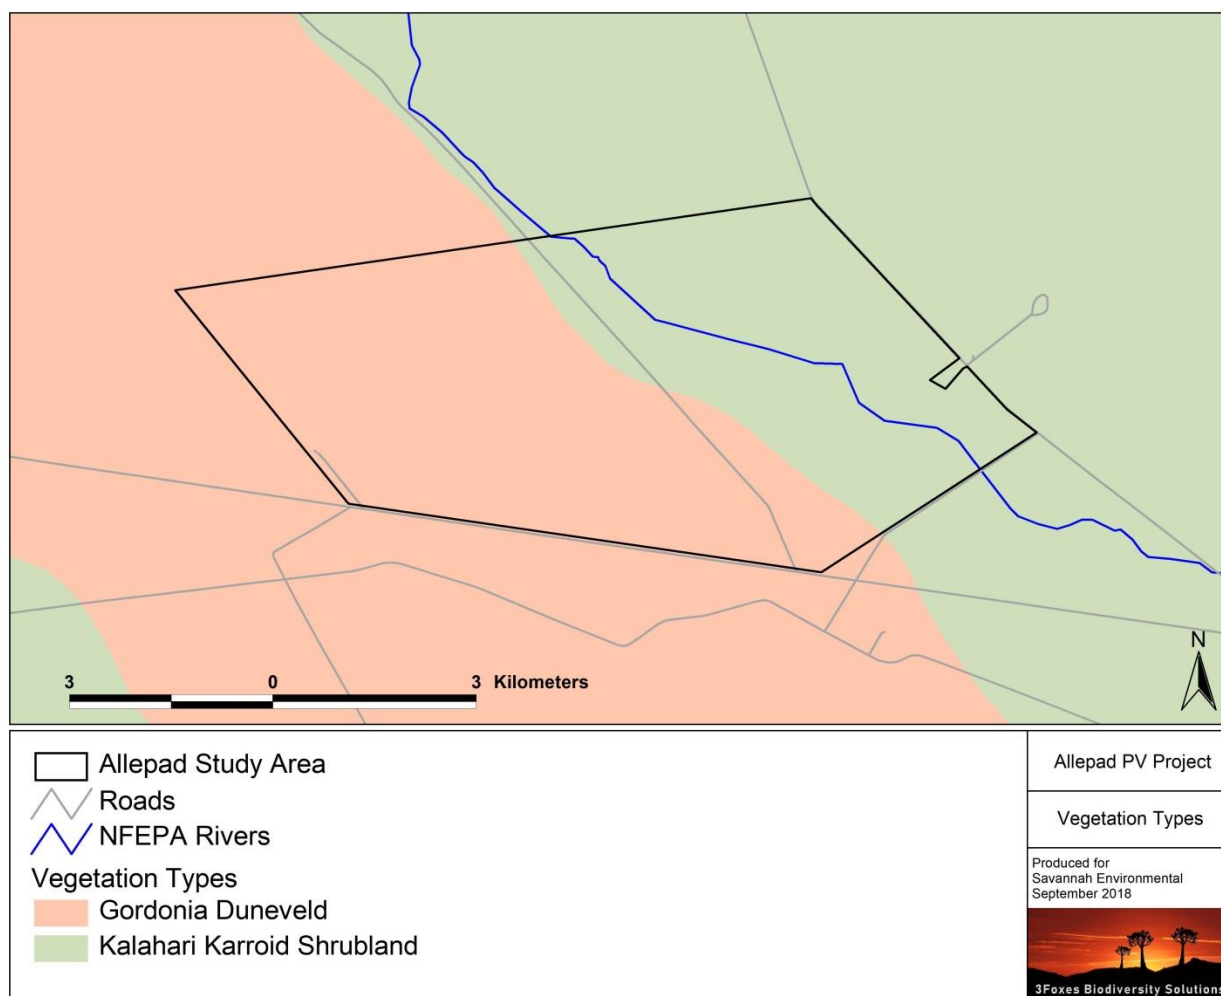 N
3 0 3 Kilometers
Allepad Study Area
Roads
NFEPA Rivers
Vegetation Types
Gordonia Duneveld
Kalahari Karroid Shrubland
Allepad PV Project
Vegetation Types
Produced for
Savannah Environmental
September 2018
3Foxes Biodiversity Solutions